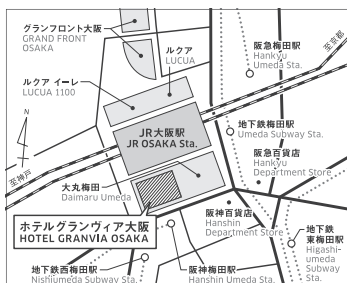 グランフロント大阪
GRAND FRONT
OSAKA
ルクア
LUCUA
ルクア イーレ
LUCUA 1100
阪急梅田駅
Hankyu
Umeda Sta.
至京都
N
JR大阪駅
JR OSAKA Sta.
地下鉄梅田駅
Umeda Subway Sta.
阪急百貨店
Hankyu
Department Store
至神戸
大丸梅田
Daimaru Umeda
ホテルグランヴィア大阪
HOTEL GRANVIA OSAKA
阪神百貨店
Hanshin
Department Store
地下鉄
東梅田駅
Higashi-
umeda
Subway
Sta.
地下鉄西梅田駅
Nishiumeda Subway Sta.
阪神梅田駅
Hanshin Umeda Sta.